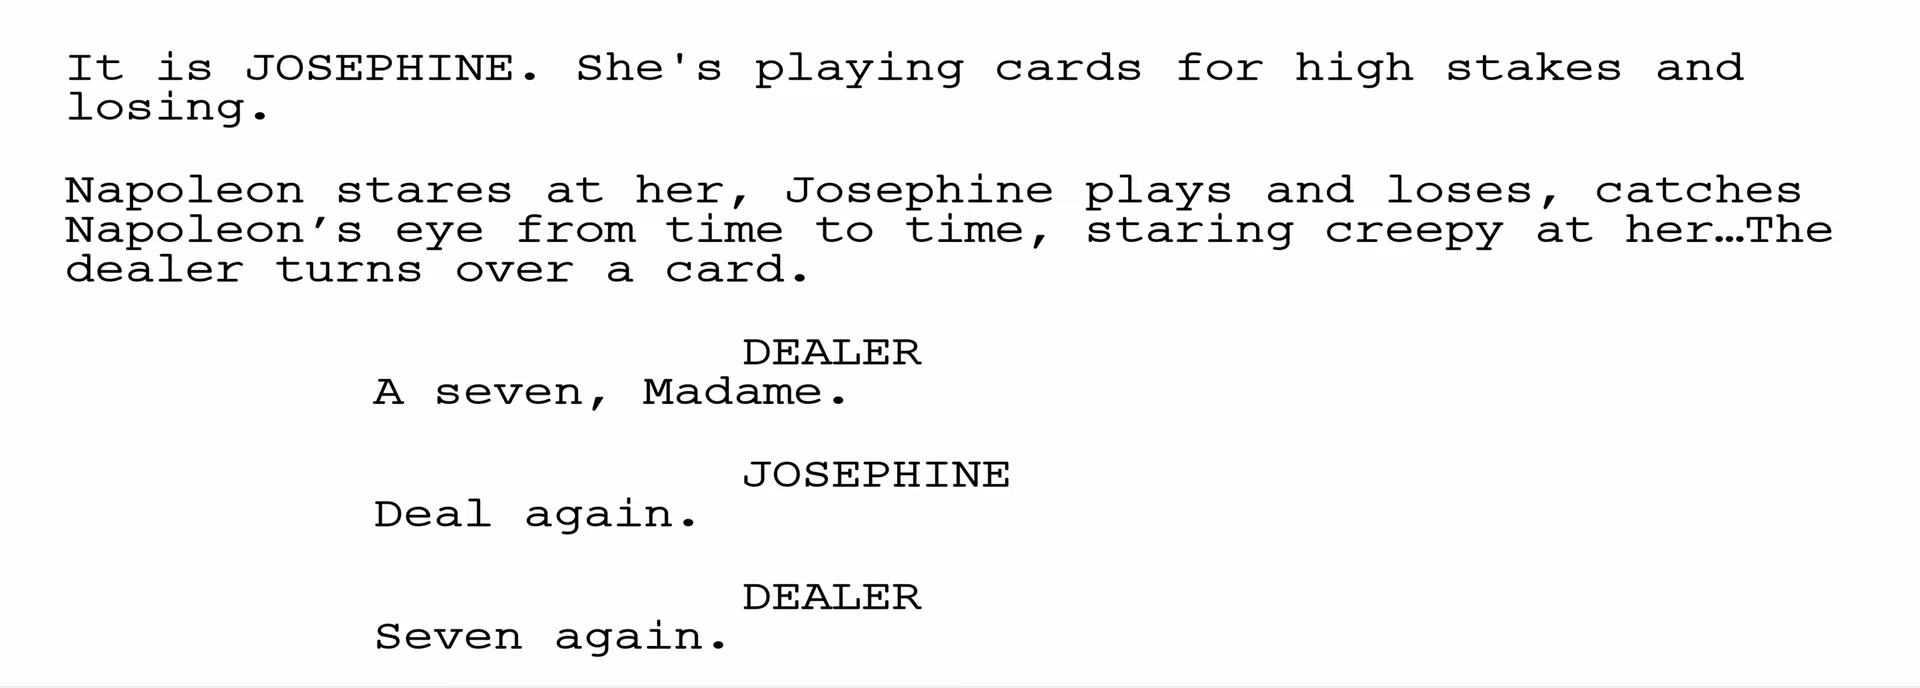 It is JOSEPHINE. She's playing cards for high stakes and
losing.
Napoleon stares at her, Josephine plays and loses, catches
Napoleon’s eye from time to time, staring creepy at her…The
dealer turns over a card.
DEALER
A seven, Madame.
JOSEPHINE
Deal again.
DEALER
Seven again.